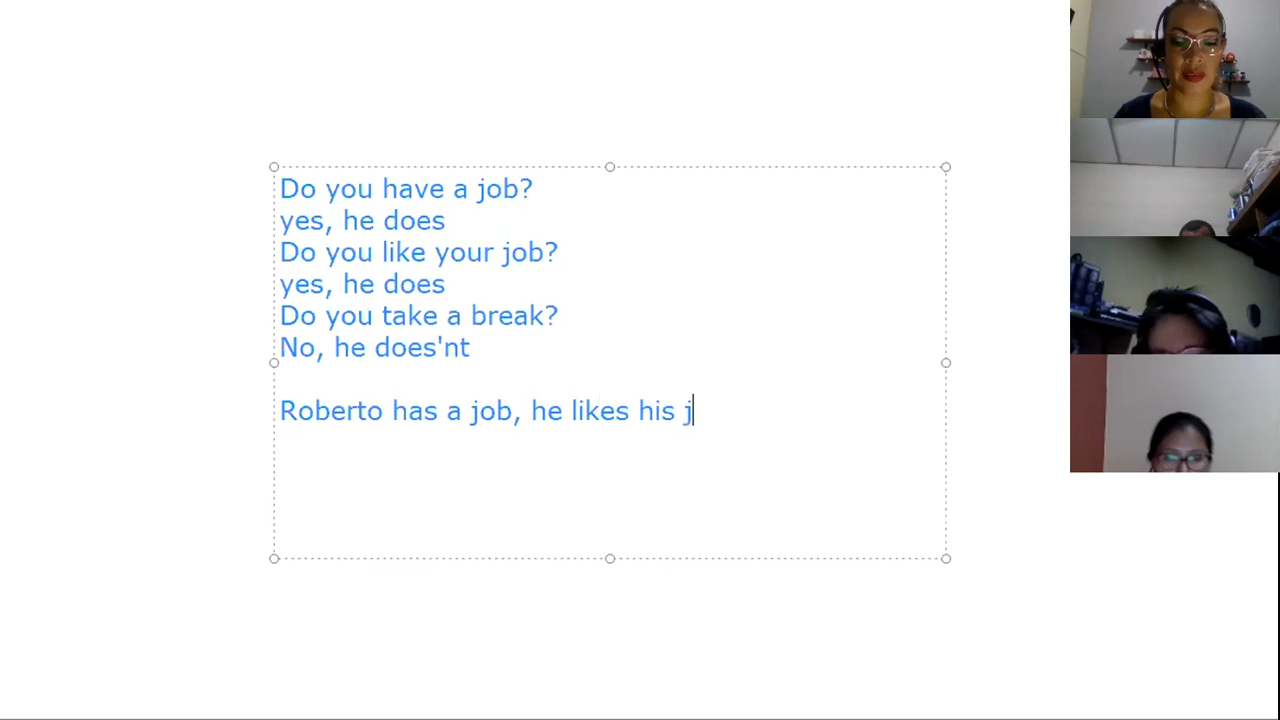 Do you have a job?
yes, he does
Do you like your job?
yes, he does
Do you take a break?
No, he does'nt
Roberto has a job, he likes his j